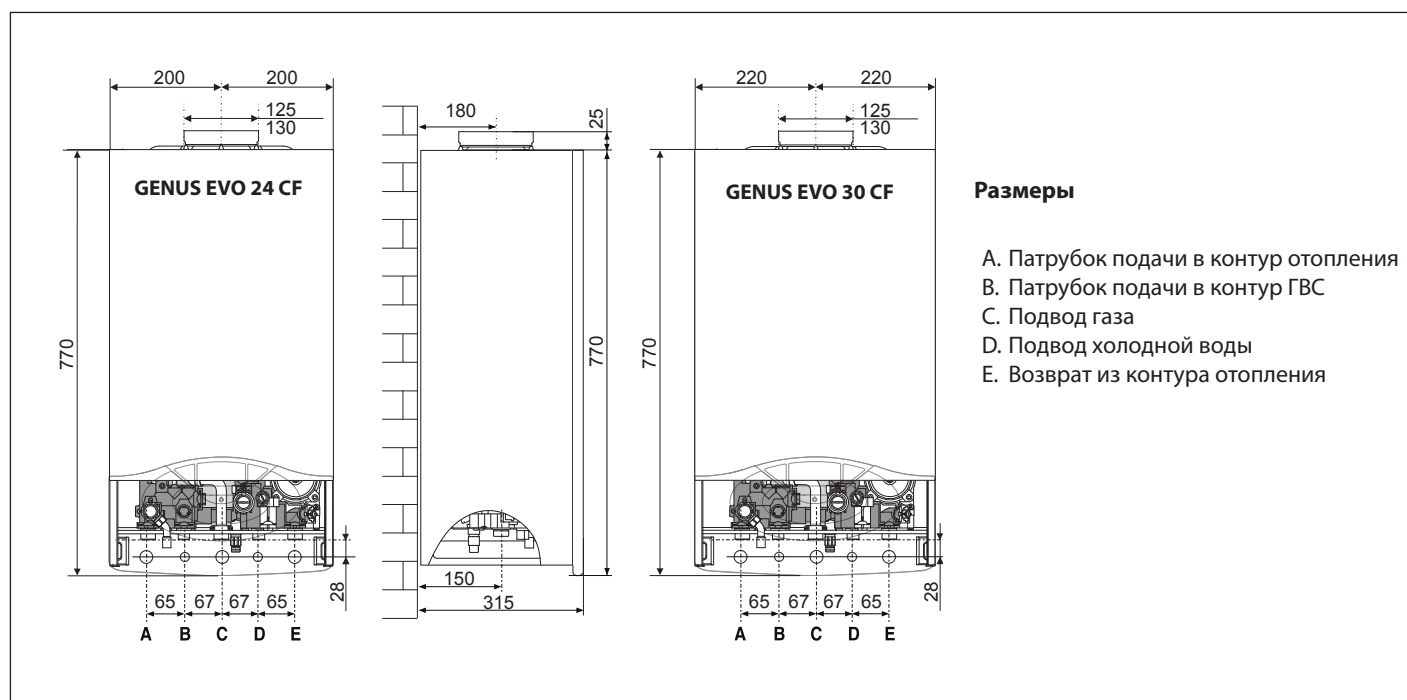 200
200
125
130
770
GENUS EVO 24 CF
28
65
67
67
65
A
B
C
D
E
180
25
770
150
315
220
220
125
130
770
GENUS EVO 30 CF
28
65
67
67
65
A
B
C
D
E
Размеры
A. Патрубок подачи в контур отопления
B. Патрубок подачи в контур ГВС
C. Подвод газа
D. Подвод холодной воды
E. Возврат из контура отопления